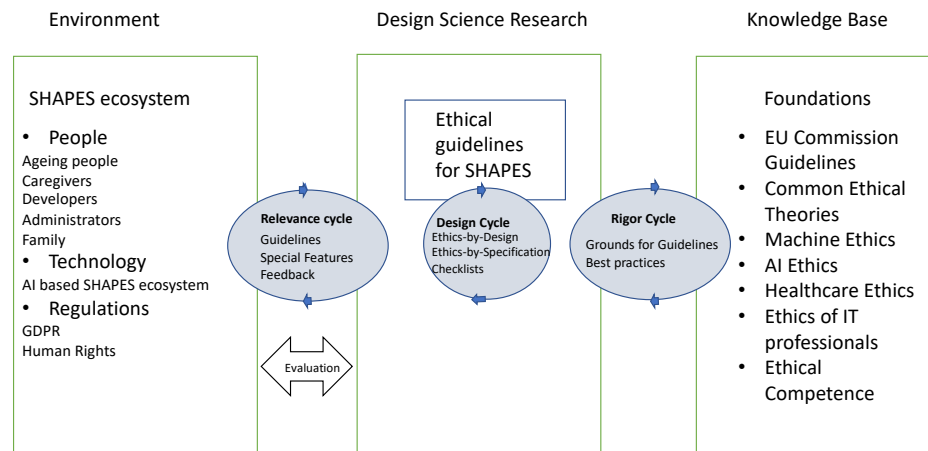 Environment
Design Science Research
Knowledge Base
SHAPES ecosystem
• People
Ageing people
Caregivers
Developers
Administrators
Family
• Technology
AI based SHAPES ecosystem
• Regulations
GDPR
Human Rights
Relevance cycle
Guidelines
Special Features
Feedback
Evaluation
Ethical
guidelines
for SHAPES
Design Cycle
Ethics-by-Design
Ethics-by-Specification
Checklists
Rigor Cycle
Grounds for Guidelines
Best practices
Foundations
• EU Commission
Guidelines
• Common Ethical
Theories
• Machine Ethics
• AI Ethics
• Healthcare Ethics
• Ethics of IT
professionals
• Ethical
Competence